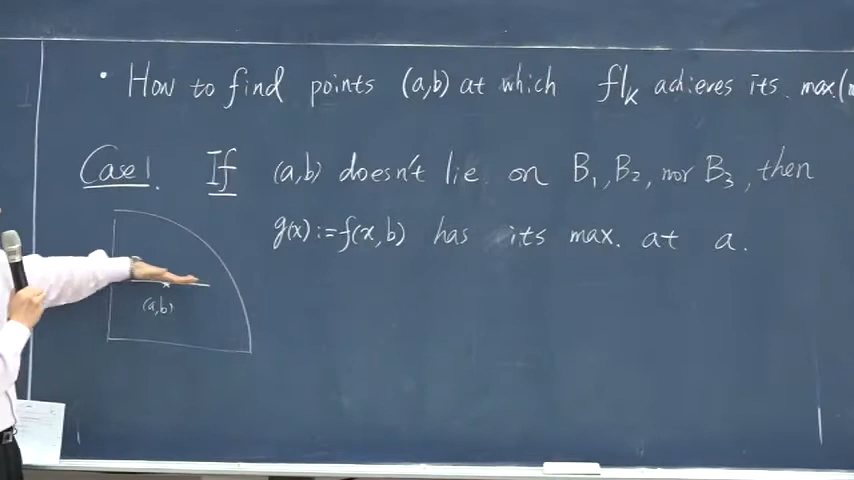 • How to find points (a,b) at which f|K achieves its max(
Case 1. If (a,b) doesn't lie on B₁, B₂, nor B₃, then
g(x) := f(x, b) has its max. at a.
(a,b)